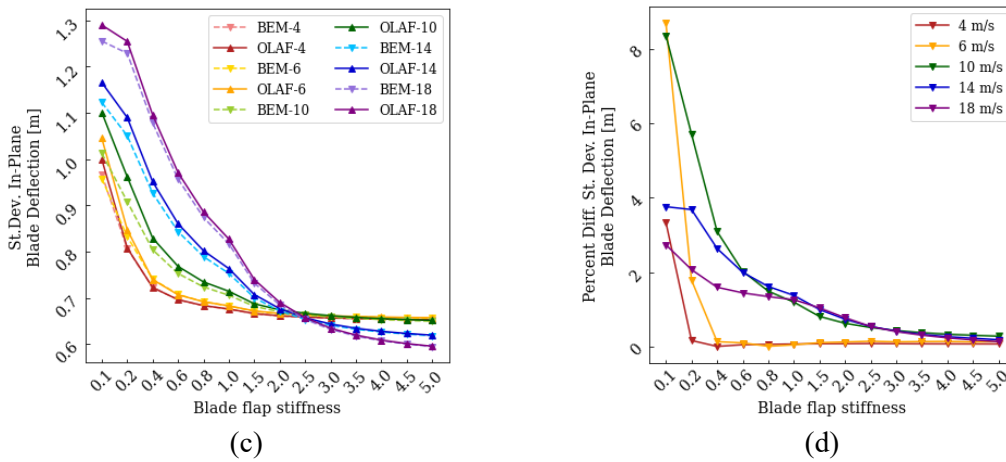 St.Dev. In-Plane
Blade Deflection [m]
1.3
1.2
1.1
1.0
0.9
0.8
0.7
0.6
BEM-4
OLAF-4
BEM-6
OLAF-6
BEM-10
OLAF-10
BEM-14
OLAF-14
BEM-18
OLAF-18
0.1 0.2 0.4 0.6 0.8 1.0 1.5 2.0 2.5 3.0 3.5 4.0 4.5 5.0
Blade flap stiffness
(c)
Percent Diff. St. Dev. In-Plane
Blade Deflection [m]
8
6
4
2
0
4 m/s
6 m/s
10 m/s
14 m/s
18 m/s
0.1 0.2 0.4 0.6 0.8 1.0 1.5 2.0 2.5 3.0 3.5 4.0 4.5 5.0
Blade flap stiffness
(d)